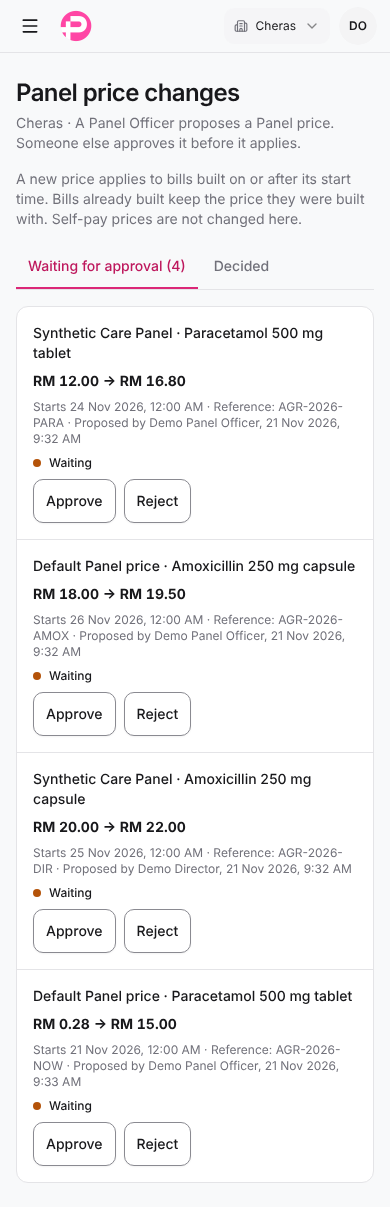 Cheras
DO
Panel price changes
Cheras · A Panel Officer proposes a Panel price.
Someone else approves it before it applies.
A new price applies to bills built on or after its start
time. Bills already built keep the price they were built
with. Self-pay prices are not changed here.
Waiting for approval (4)
Decided
Synthetic Care Panel · Paracetamol 500 mg
tablet
RM 12.00 → RM 16.80
Starts 24 Nov 2026, 12:00 AM · Reference: AGR-2026-
PARA · Proposed by Demo Panel Officer, 21 Nov 2026,
9:32 AM
Waiting
Approve
Reject
Default Panel price · Amoxicillin 250 mg capsule
RM 18.00 → RM 19.50
Starts 26 Nov 2026, 12:00 AM · Reference: AGR-2026-
AMOX · Proposed by Demo Panel Officer, 21 Nov 2026,
9:32 AM
Waiting
Approve
Reject
Synthetic Care Panel · Amoxicillin 250 mg
capsule
RM 20.00 → RM 22.00
Starts 25 Nov 2026, 12:00 AM · Reference: AGR-2026-
DIR · Proposed by Demo Director, 21 Nov 2026, 9:32 AM
Waiting
Approve
Reject
Default Panel price · Paracetamol 500 mg tablet
RM 0.28 → RM 15.00
Starts 21 Nov 2026, 12:00 AM · Reference: AGR-2026-
NOW · Proposed by Demo Panel Officer, 21 Nov 2026,
9:33 AM
Waiting
Approve
Reject